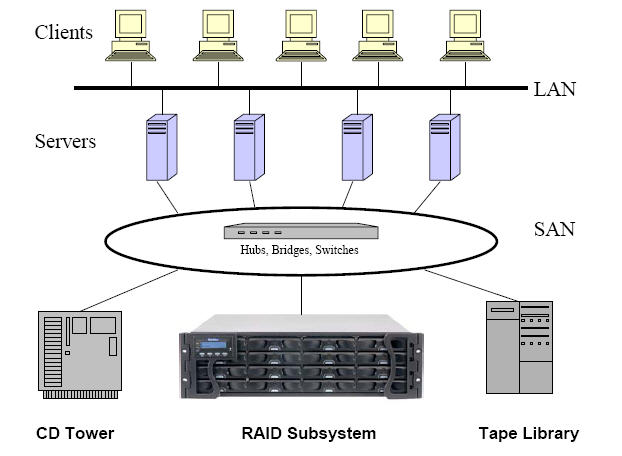 Clients
LAN
Servers
SAN
Hubs, Bridges, Switches
CD Tower
RAID Subsystem
Tape Library